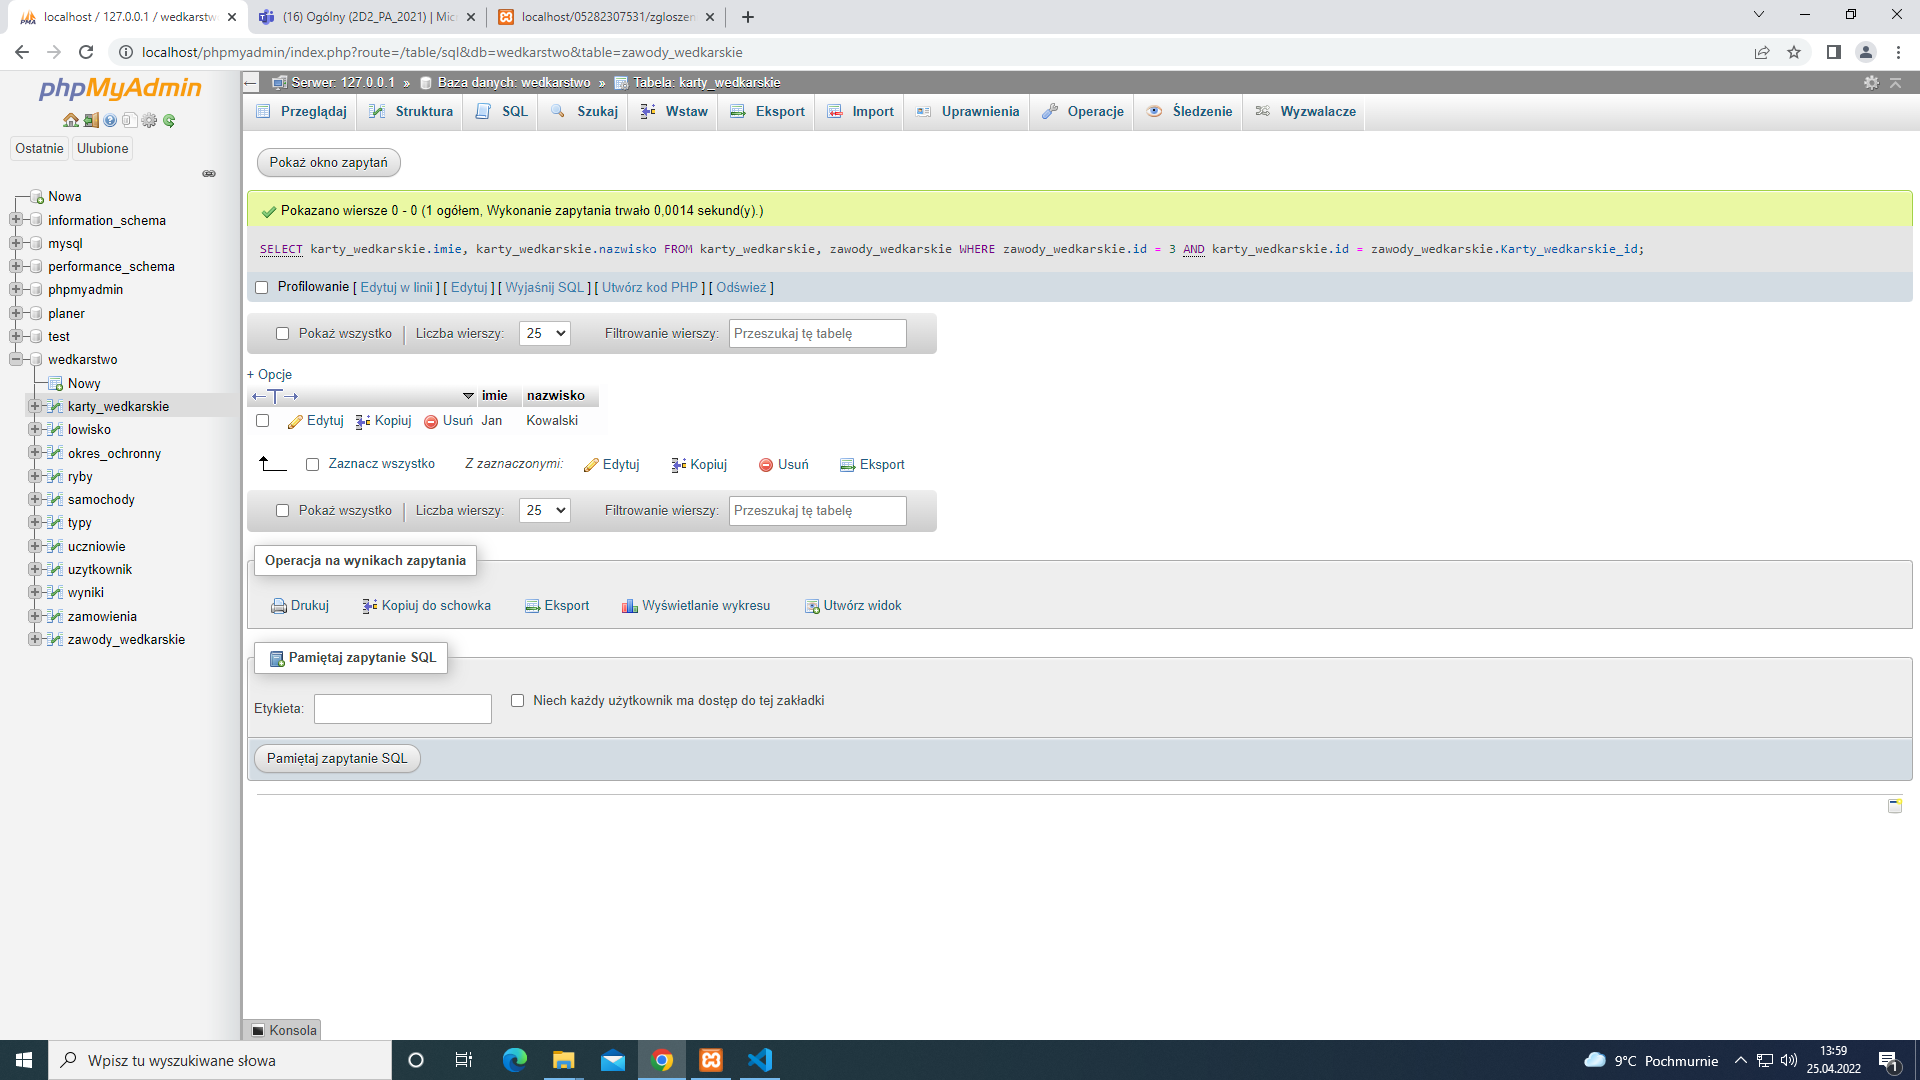 localhost / 127.0.0.1 / wedkarstw
(16) Ogólny (2D2_PA_2021) | Micr
localhost/05282307531/zgloszen
localhost/phpmyadmin/index.php?route=/table/sql&db=wedkarstwo&table=zawody_wedkarskie
phpMyAdmin
Ostatnie
Ulubione
Nowa
information_schema
mysql
performance_schema
phpmyadmin
planer
test
wedkarstwo
Nowy
karty_wedkarskie
lowisko
okres_ochronny
ryby
samochody
typy
uczniowie
uzytkownik
wyniki
zamowienia
zawody_wedkarskie
Serwer: 127.0.0.1 » Baza danych: wedkarstwo » Tabela: karty_wedkarskie
Przeglądaj Struktura SQL Szukaj Wstaw Eksport Import Uprawnienia Operacje Śledzenie Wyzwalacze
Pokaż okno zapytań
Pokazano wiersze 0 - 0 (1 ogółem, Wykonanie zapytania trwało 0,0014 sekund(y).)
SELECT karty_wedkarskie.imie, karty_wedkarskie.nazwisko FROM karty_wedkarskie, zawody_wedkarskie WHERE zawody_wedkarskie.id = 3 AND karty_wedkarskie.id = zawody_wedkarskie.Karty_wedkarskie_id;
Profilowanie [ Edytuj w linii ] [ Edytuj ] [ Wyjaśnij SQL ] [ Utwórz kod PHP ] [ Odśwież ]
Pokaż wszystko | Liczba wierszy: 25 Filtrowanie wierszy: Przeszukaj tę tabelę
+ Opcje
←T→ imie nazwisko
Edytuj Kopiuj Usuń Jan Kowalski
Zaznacz wszystko Z zaznaczonymi: Edytuj Kopiuj Usuń Eksport
Pokaż wszystko | Liczba wierszy: 25 Filtrowanie wierszy: Przeszukaj tę tabelę
Operacja na wynikach zapytania
Drukuj Kopiuj do schowka Eksport Wyświetlanie wykresu Utwórz widok
Pamiętaj zapytanie SQL
Etykieta: Niech każdy użytkownik ma dostęp do tej zakładki
Pamiętaj zapytanie SQL
Konsola
Wpisz tu wyszukiwane słowa
9°C Pochmurnie
13:59
25.04.2022
1